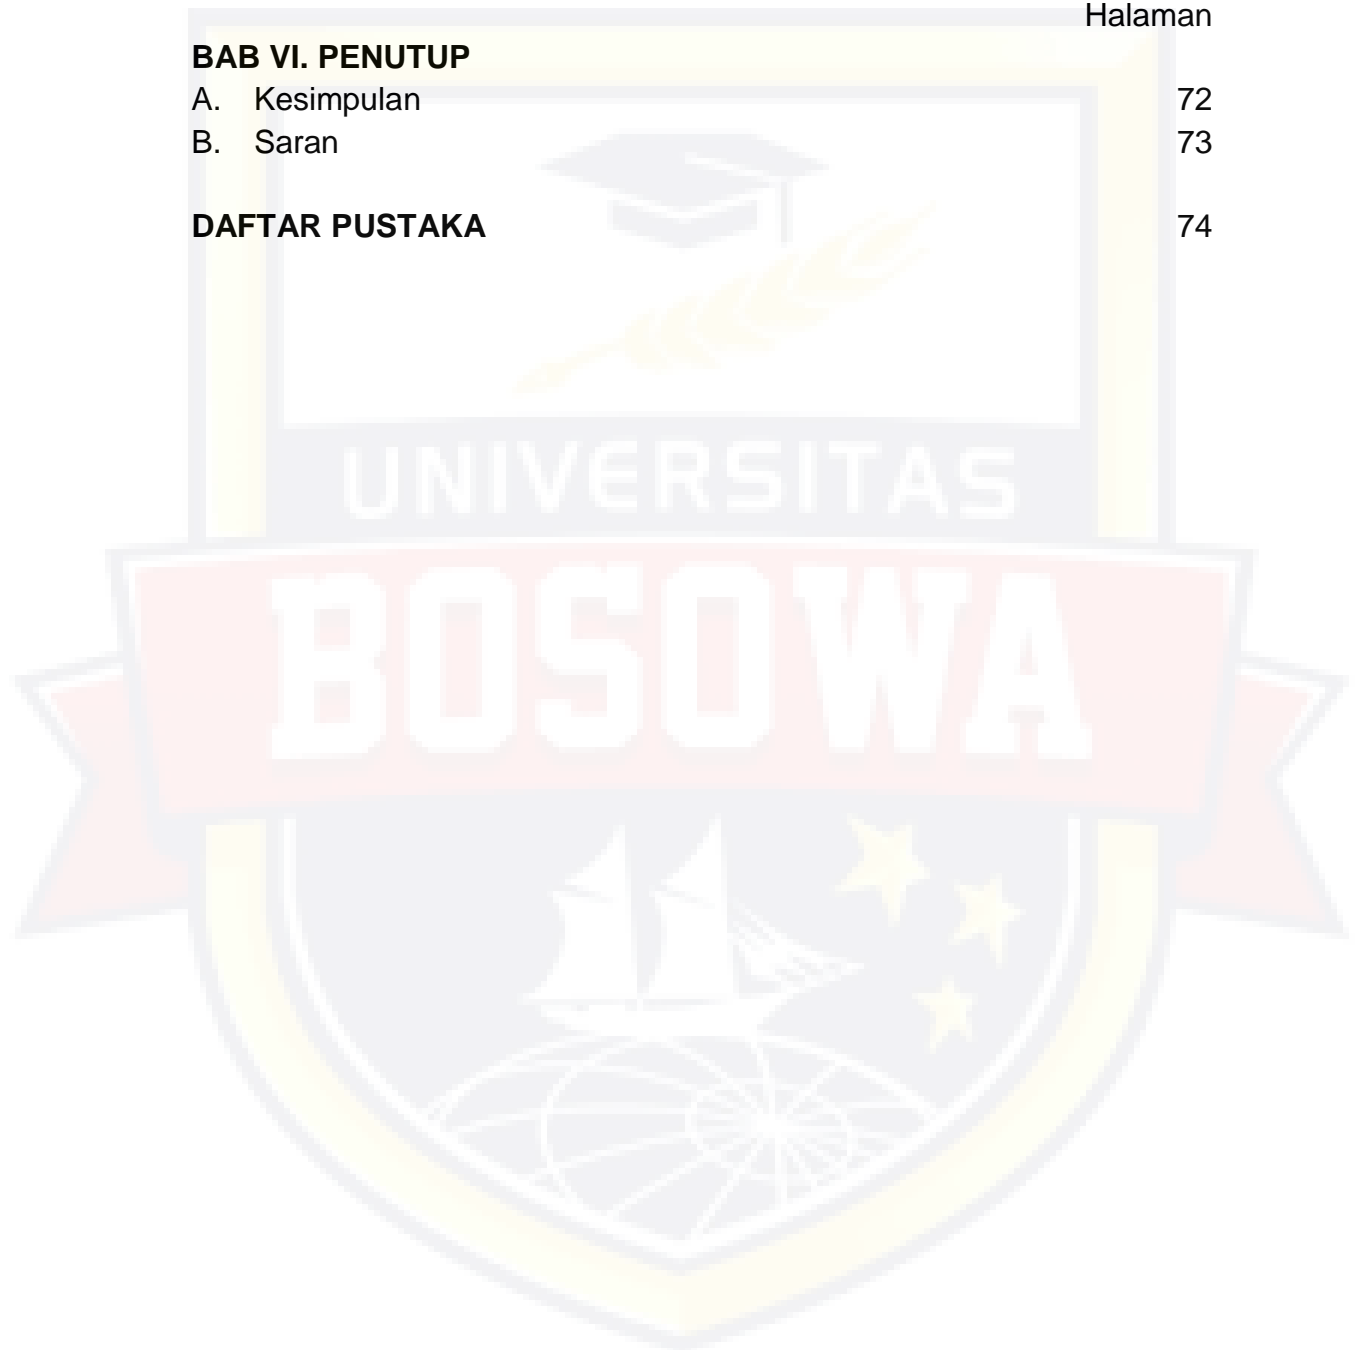 Halaman
BAB VI. PENUTUP
A. Kesimpulan 72
B. Saran 73
DAFTAR PUSTAKA 74
UNIVERSITAS
BOSOWA